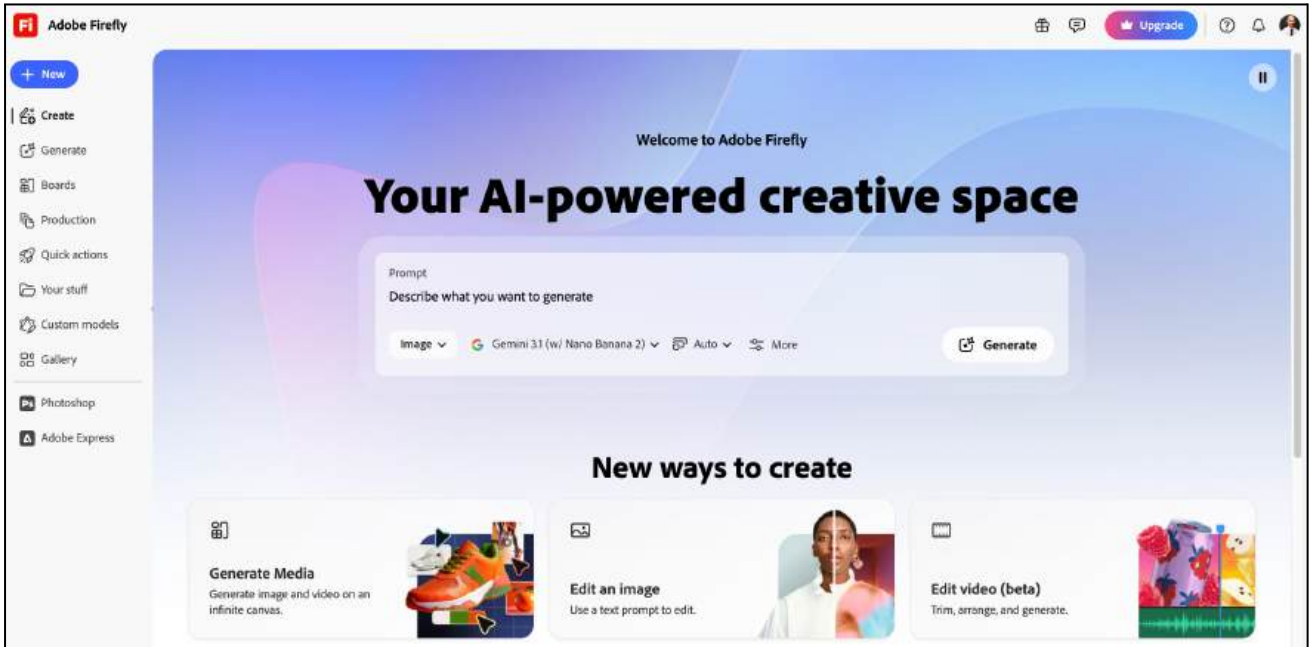 Fi Adobe Firefly
Upgrade
+ New
Create
Generate
Boards
Production
Quick actions
Your stuff
Custom models
Gallery
Ps Photoshop
Adobe Express
Welcome to Adobe Firefly
Your AI-powered creative space
Prompt
Describe what you want to generate
Image
G Gemini 3.1 (w/ Nano Banana 2)
Auto
More
Generate
New ways to create
Generate Media
Generate image and video on an
infinite canvas.
Edit an image
Use a text prompt to edit.
Edit video (beta)
Trim, arrange, and generate.